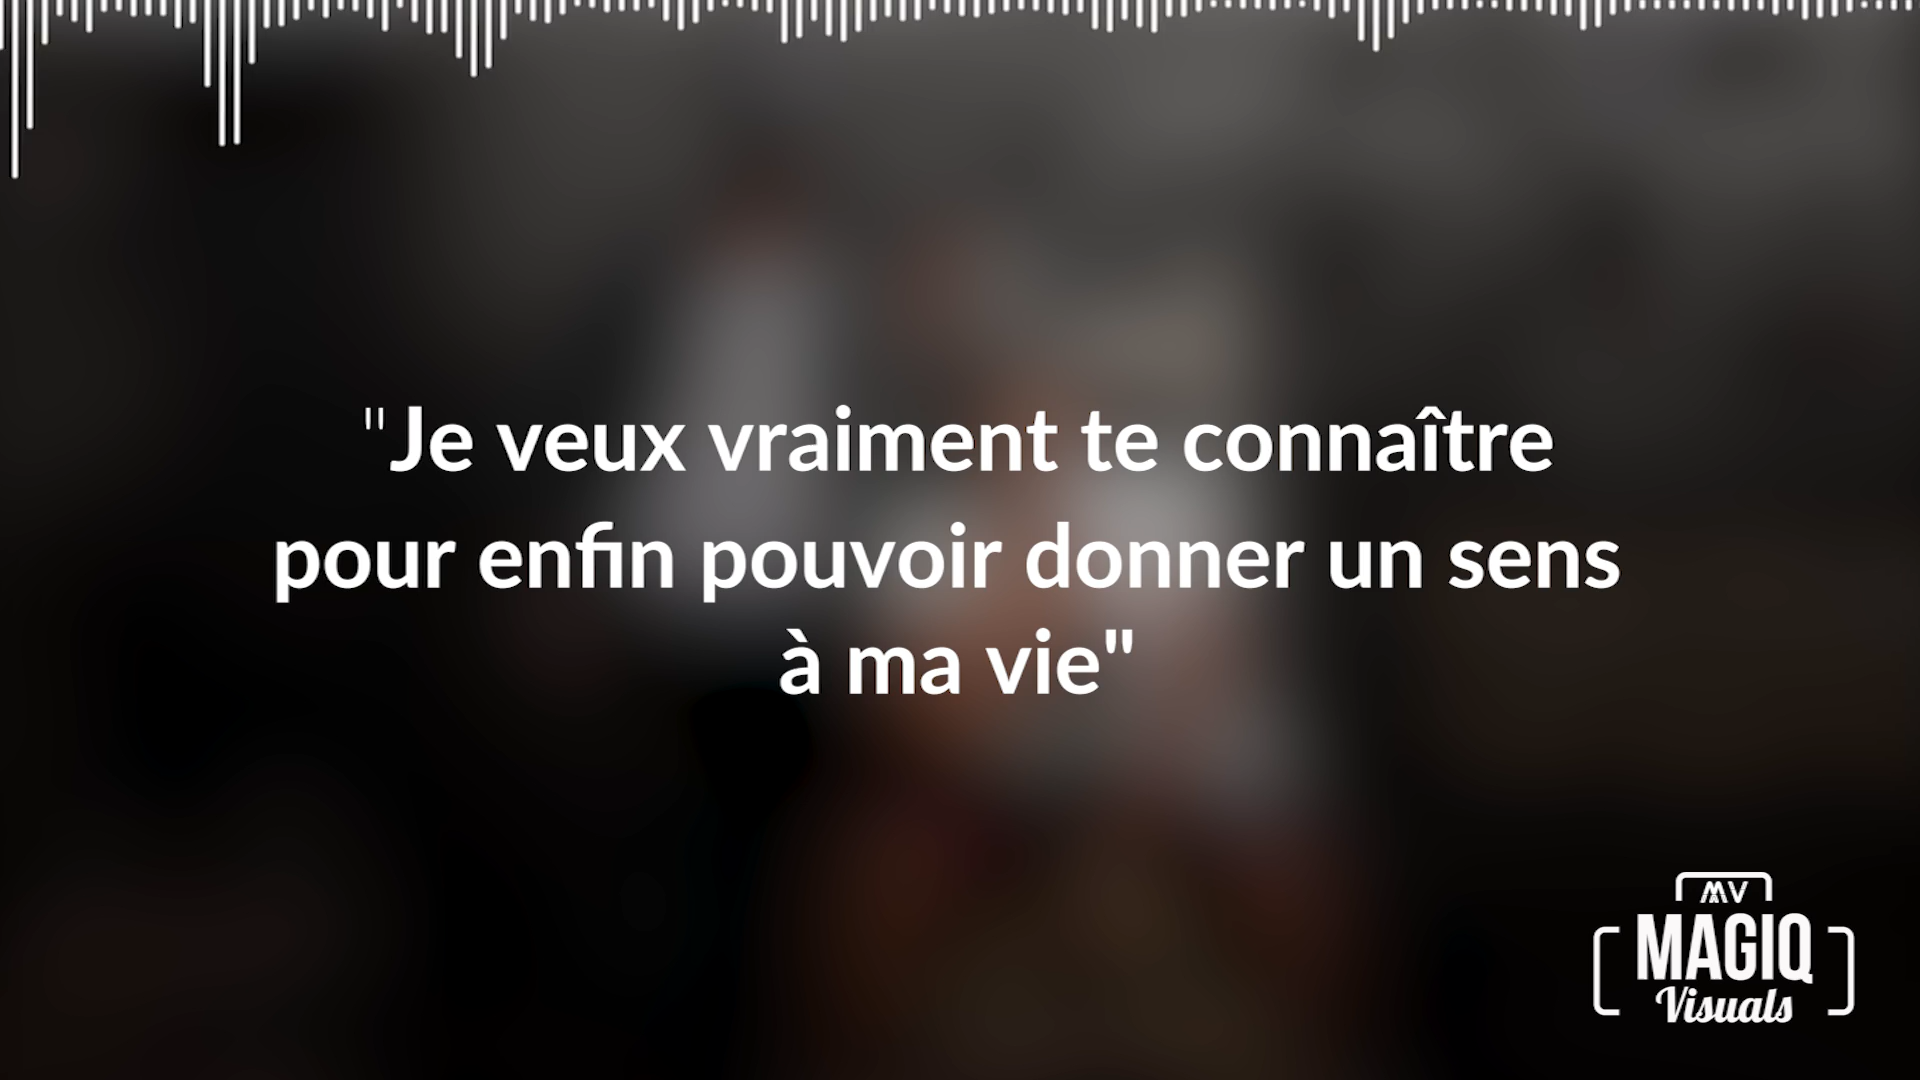 "Je veux vraiment te connaître
pour enfin pouvoir donner un sens
à ma vie"
MV
MAGIQ
Visuals